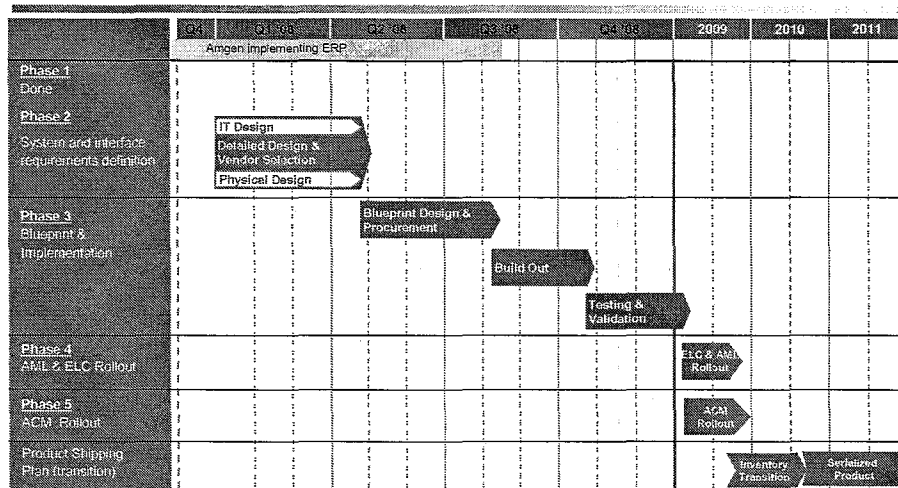 Q4 Q1 '08 Q2 '08 Q3 '08 Q4 '08 2009 2010 2011
Amgen implementing ERP
Phase 1
Done
Phase 2
System and interface
requirements definition
IT Design
Detailed Design &
Vendor Selection
Physical Design
Phase 3
Blueprint &
Implementation
Blueprint Design &
Procurement
Build Out
Testing &
Validation
Phase 4
AML & ELC Rollout
ELC & AML
Rollout
Phase 5
ACM Rollout
ACM
Rollout
Product Shipping
Plan (transition)
Inventory
Transition
Serialized
Product